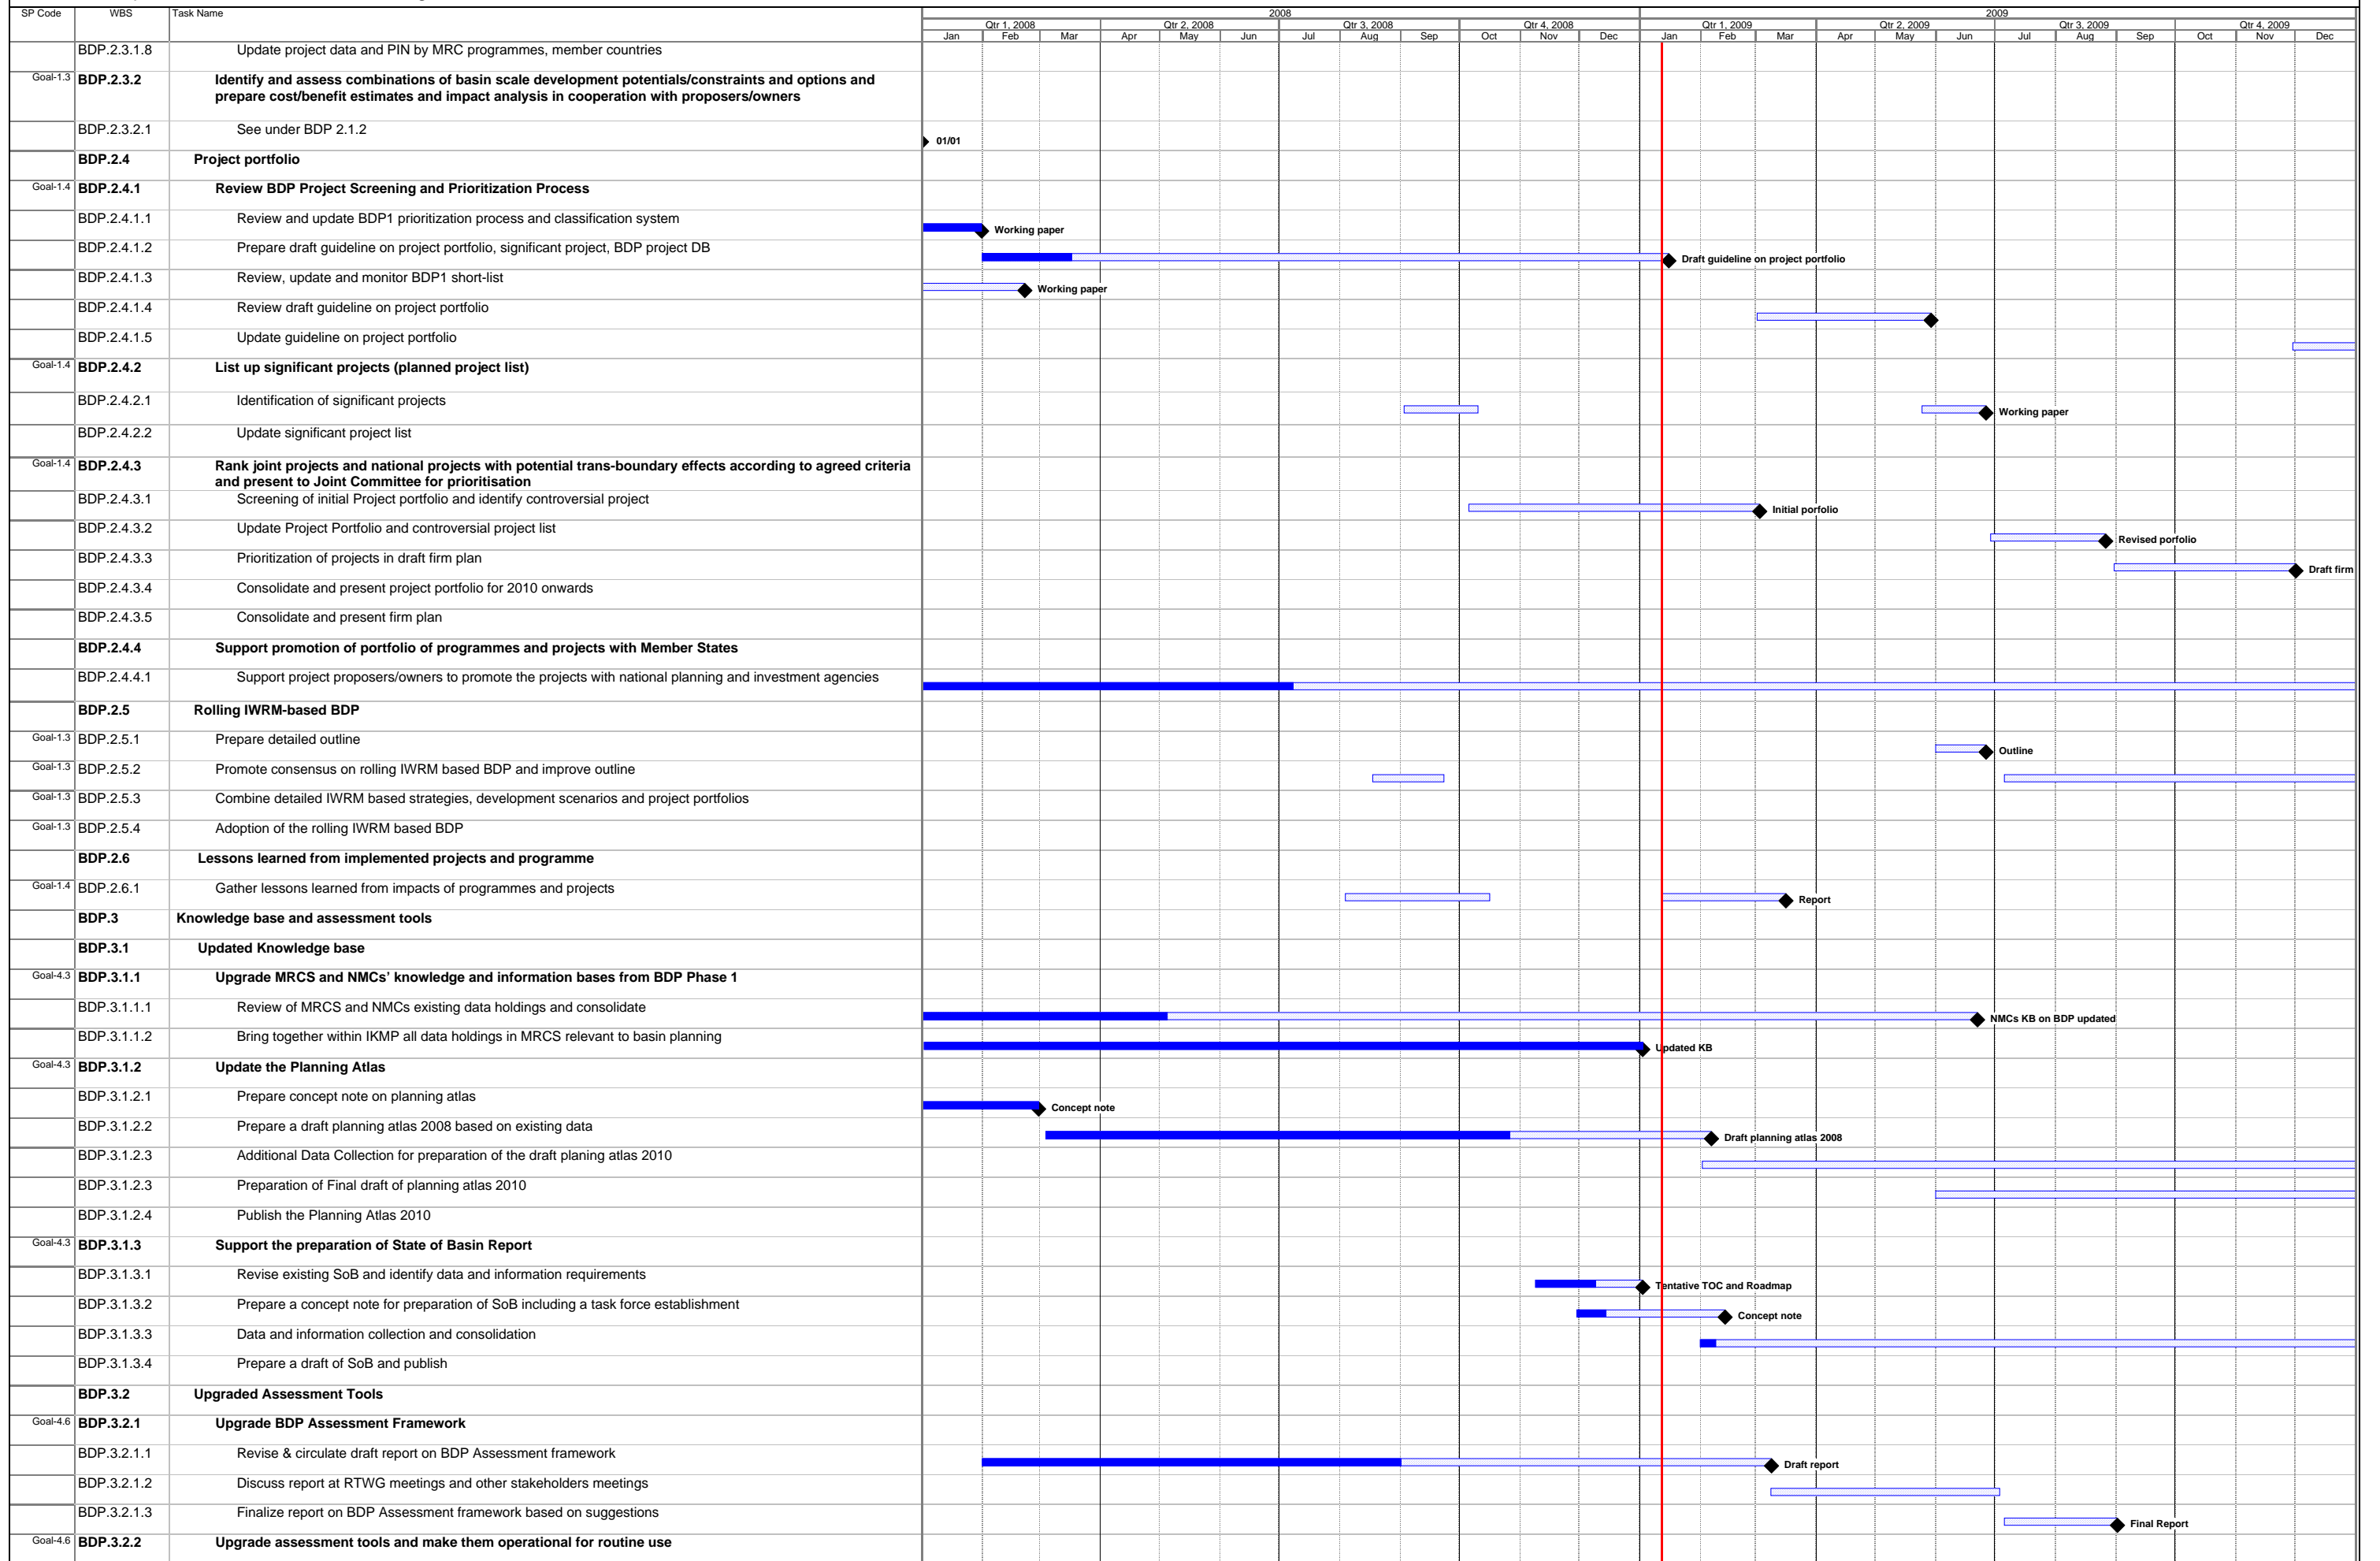 SP Code WBS Task Name 2008 2009
Qtr 1, 2008 Qtr 2, 2008 Qtr 3, 2008 Qtr 4, 2008 Qtr 1, 2009 Qtr 2, 2009 Qtr 3, 2009 Qtr 4, 2009
Jan Feb Mar Apr May Jun Jul Aug Sep Oct Nov Dec Jan Feb Mar Apr May Jun Jul Aug Sep Oct Nov Dec
BDP.2.3.1.8 Update project data and PIN by MRC programmes, member countries
Goal-1.3 BDP.2.3.2 Identify and assess combinations of basin scale development potentials/constraints and options and
prepare cost/benefit estimates and impact analysis in cooperation with proposers/owners
BDP.2.3.2.1 See under BDP 2.1.2
01/01
BDP.2.4 Project portfolio
Goal-1.4 BDP.2.4.1 Review BDP Project Screening and Prioritization Process
BDP.2.4.1.1 Review and update BDP1 prioritization process and classification system
Working paper
BDP.2.4.1.2 Prepare draft guideline on project portfolio, significant project, BDP project DB
Draft guideline on project portfolio
BDP.2.4.1.3 Review, update and monitor BDP1 short-list
Working paper
BDP.2.4.1.4 Review draft guideline on project portfolio
BDP.2.4.1.5 Update guideline on project portfolio
Goal-1.4 BDP.2.4.2 List up significant projects (planned project list)
BDP.2.4.2.1 Identification of significant projects
Working paper
BDP.2.4.2.2 Update significant project list
Goal-1.4 BDP.2.4.3 Rank joint projects and national projects with potential trans-boundary effects according to agreed criteria
and present to Joint Committee for prioritisation
BDP.2.4.3.1 Screening of initial Project portfolio and identify controversial project
Initial porfolio
BDP.2.4.3.2 Update Project Portfolio and controversial project list
Revised porfolio
BDP.2.4.3.3 Prioritization of projects in draft firm plan
Draft firm
BDP.2.4.3.4 Consolidate and present project portfolio for 2010 onwards
BDP.2.4.3.5 Consolidate and present firm plan
BDP.2.4.4 Support promotion of portfolio of programmes and projects with Member States
BDP.2.4.4.1 Support project proposers/owners to promote the projects with national planning and investment agencies
BDP.2.5 Rolling IWRM-based BDP
Goal-1.3 BDP.2.5.1 Prepare detailed outline
Outline
Goal-1.3 BDP.2.5.2 Promote consensus on rolling IWRM based BDP and improve outline
Goal-1.3 BDP.2.5.3 Combine detailed IWRM based strategies, development scenarios and project portfolios
Goal-1.3 BDP.2.5.4 Adoption of the rolling IWRM based BDP
BDP.2.6 Lessons learned from implemented projects and programme
Goal-1.4 BDP.2.6.1 Gather lessons learned from impacts of programmes and projects
Report
BDP.3 Knowledge base and assessment tools
BDP.3.1 Updated Knowledge base
Goal-4.3 BDP.3.1.1 Upgrade MRCS and NMCs' knowledge and information bases from BDP Phase 1
BDP.3.1.1.1 Review of MRCS and NMCs existing data holdings and consolidate
NMCs KB on BDP updated
BDP.3.1.1.2 Bring together within IKMP all data holdings in MRCS relevant to basin planning
Updated KB
Goal-4.3 BDP.3.1.2 Update the Planning Atlas
BDP.3.1.2.1 Prepare concept note on planning atlas
Concept note
BDP.3.1.2.2 Prepare a draft planning atlas 2008 based on existing data
Draft planning atlas 2008
BDP.3.1.2.3 Additional Data Collection for preparation of the draft planing atlas 2010
BDP.3.1.2.3 Preparation of Final draft of planning atlas 2010
BDP.3.1.2.4 Publish the Planning Atlas 2010
Goal-4.3 BDP.3.1.3 Support the preparation of State of Basin Report
BDP.3.1.3.1 Revise existing SoB and identify data and information requirements
Tentative TOC and Roadmap
BDP.3.1.3.2 Prepare a concept note for preparation of SoB including a task force establishment
Concept note
BDP.3.1.3.3 Data and information collection and consolidation
BDP.3.1.3.4 Prepare a draft of SoB and publish
BDP.3.2 Upgraded Assessment Tools
Goal-4.6 BDP.3.2.1 Upgrade BDP Assessment Framework
BDP.3.2.1.1 Revise & circulate draft report on BDP Assessment framework
Draft report
BDP.3.2.1.2 Discuss report at RTWG meetings and other stakeholders meetings
BDP.3.2.1.3 Finalize report on BDP Assessment framework based on suggestions
Final Report
Goal-4.6 BDP.3.2.2 Upgrade assessment tools and make them operational for routine use